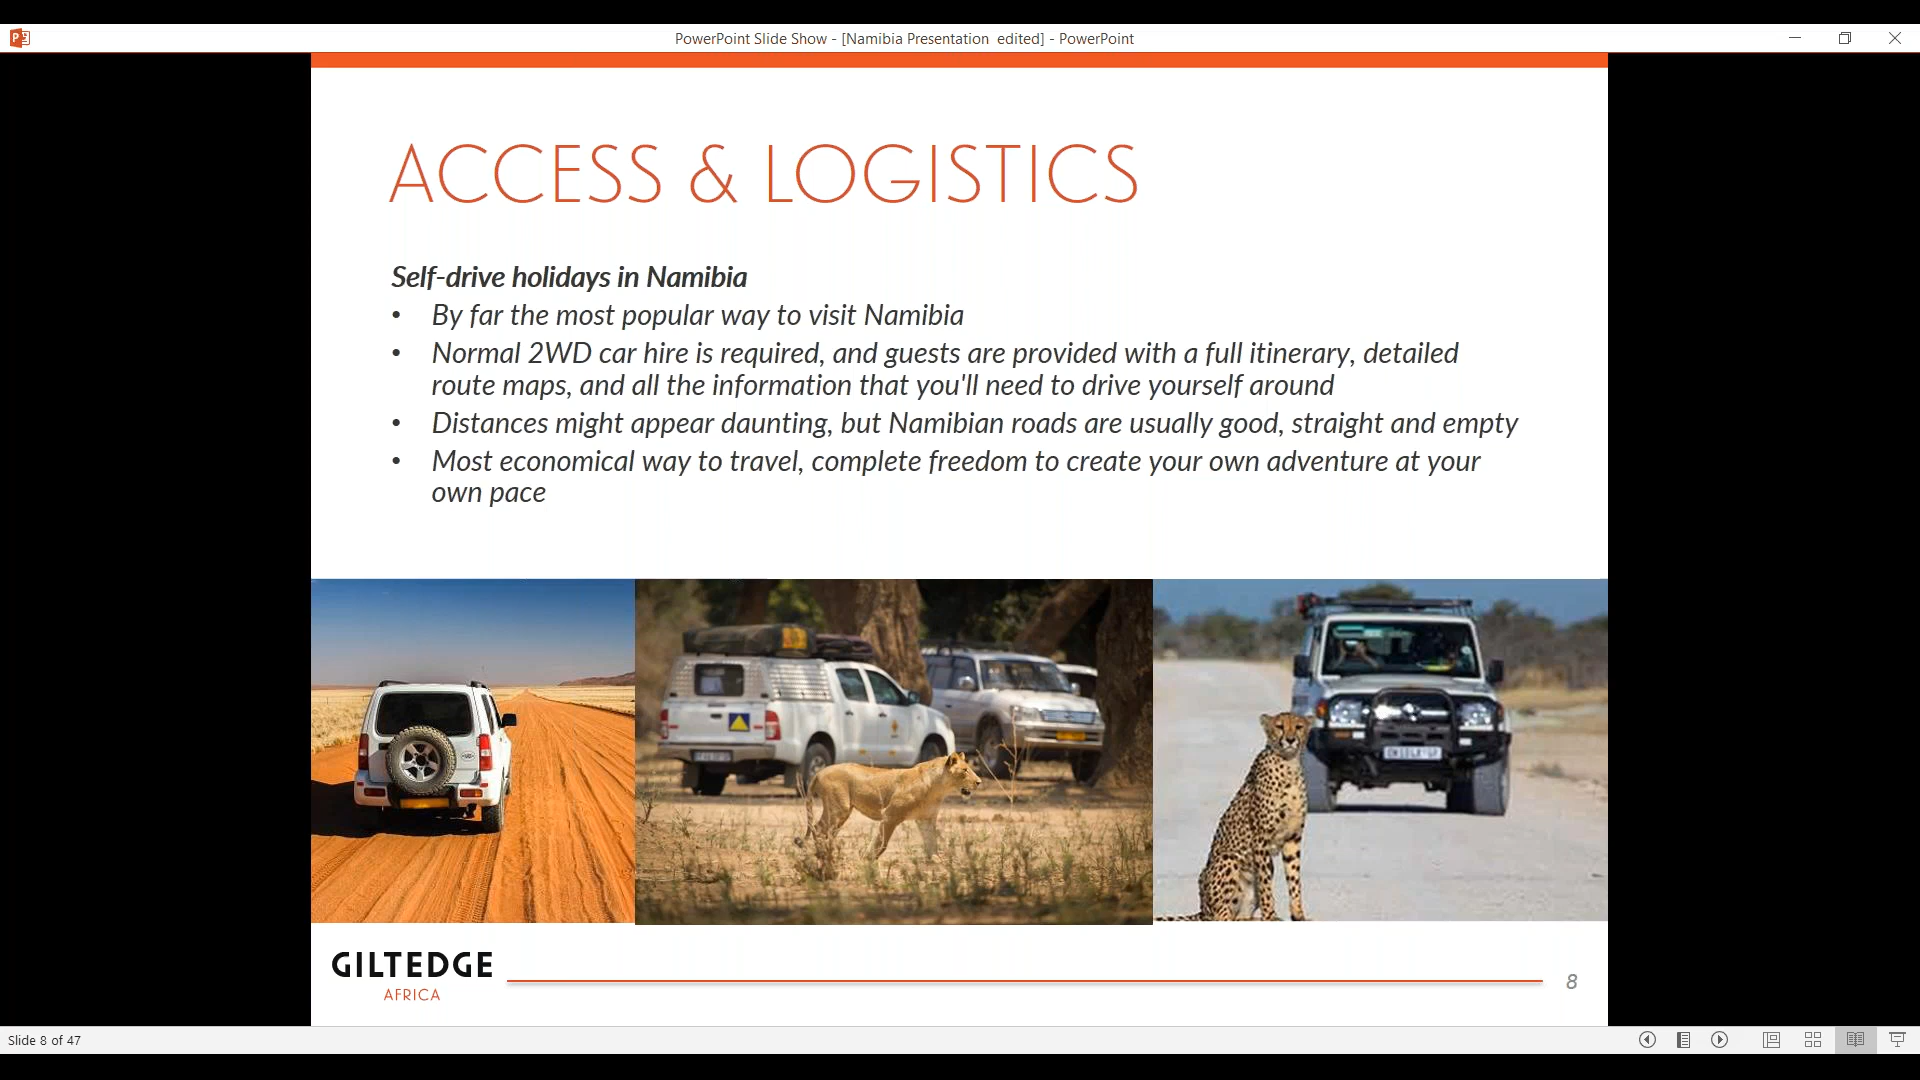 PowerPoint Slide Show - [Namibia Presentation  edited] - PowerPoint
ACCESS & LOGISTICS
Self-drive holidays in Namibia
• By far the most popular way to visit Namibia
• Normal 2WD car hire is required, and guests are provided with a full itinerary, detailed
route maps, and all the information that you'll need to drive yourself around
• Distances might appear daunting, but Namibian roads are usually good, straight and empty
• Most economical way to travel, complete freedom to create your own adventure at your
own pace
GILTEDGE
AFRICA
8
Slide 8 of 47